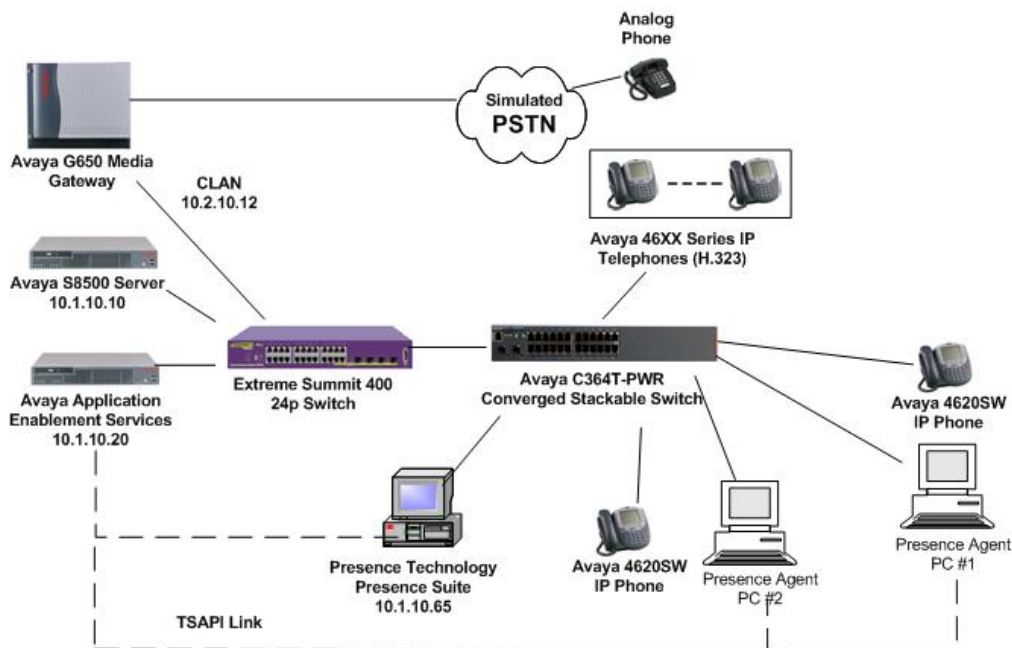 Analog
Phone
Simulated
PSTN
Avaya G650 Media
Gateway
CLAN
10.2.10.12
Avaya 46XX Series IP
Telephones (H.323)
Avaya S8500 Server
10.1.10.10
Extreme Summit 400
24p Switch
Avaya C364T-PWR
Converged Stackable Switch
Avaya Application
Enablement Services
10.1.10.20
Avaya 4620SW
IP Phone
Presence Technology
Presence Suite
10.1.10.65
Avaya 4620SW
IP Phone
Presence Agent
PC #2
Presence Agent
PC #1
TSAPI Link